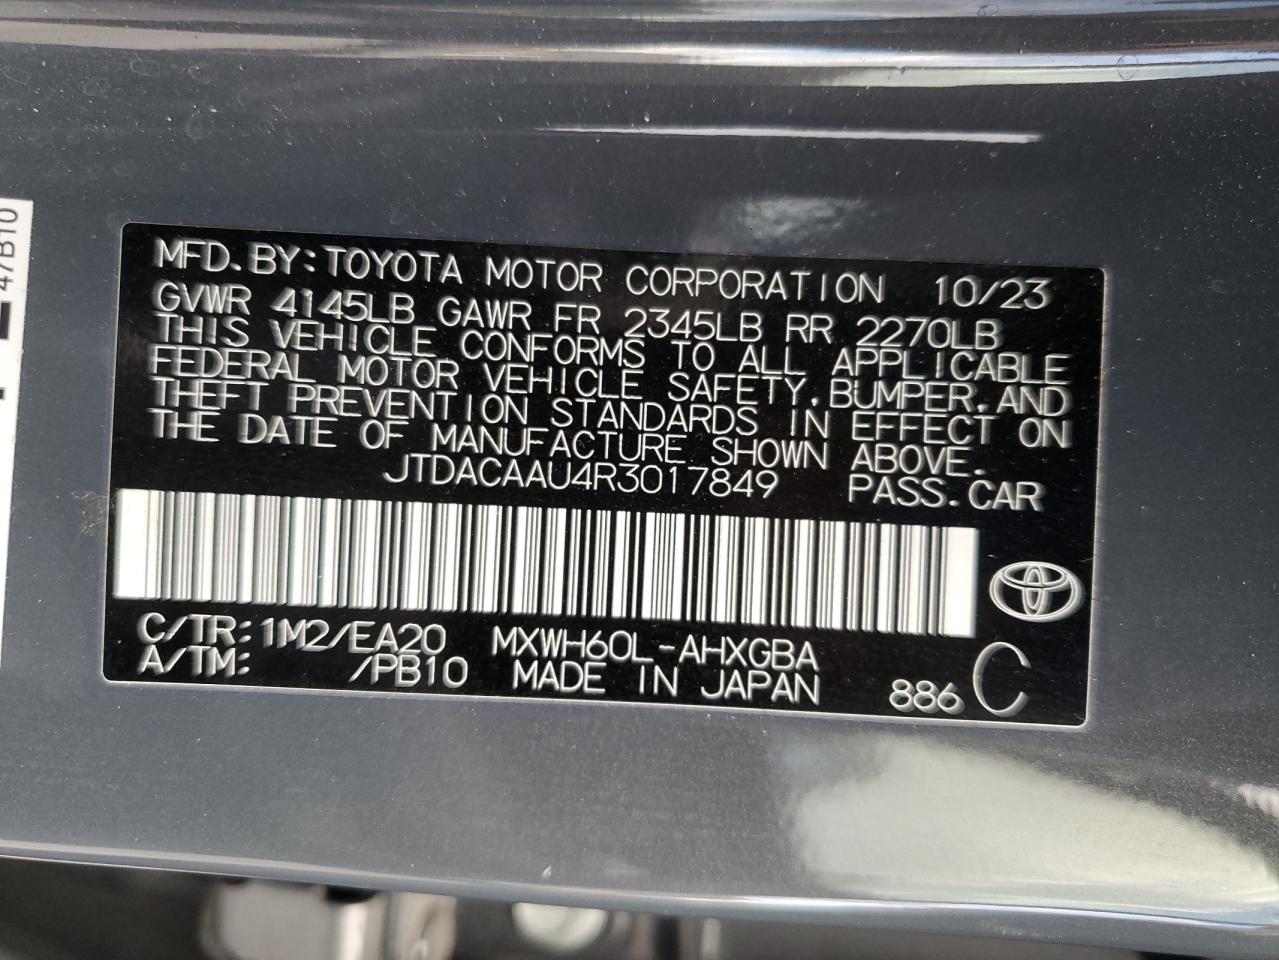 MFD.BY:TOYOTA MOTOR CORPORATION 10/23
GVWR 4145LB GAWR FR 2345LB RR 2270LB
THIS VEHICLE CONFORMS TO ALL APPLICABLE
FEDERAL MOTOR VEHICLE SAFETY,BUMPER,AND
THEFT PREVENTION STANDARDS IN EFFECT ON
THE DATE OF MANUFACTURE SHOWN ABOVE.
JTDACAAU4R3017849 PASS.CAR
C/TR:1M2/EA20 MXWH60L-AHXGBA
A/TM: /PB10 MADE IN JAPAN 886 C
47B10